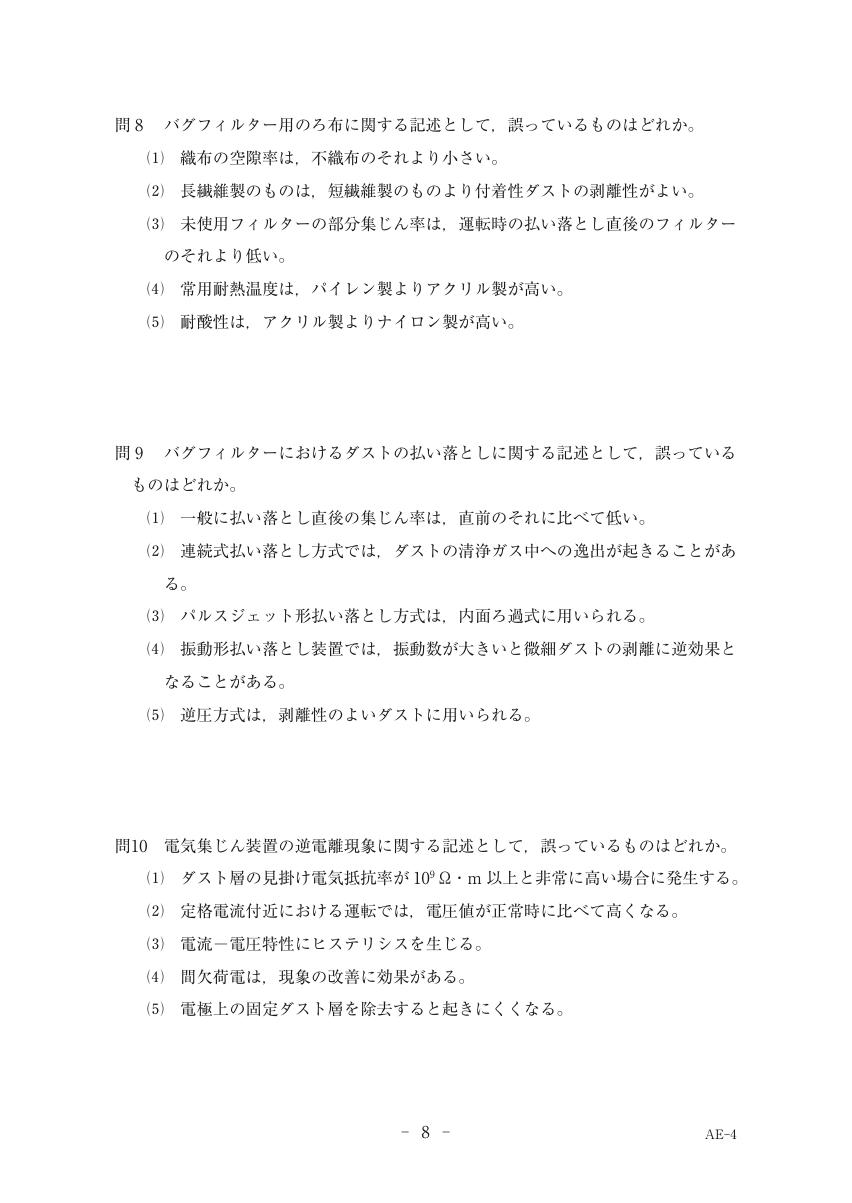 問８　バグフィルター用のろ布に関する記述として，誤っているものはどれか。
⑴　織布の空隙率は，不織布のそれより小さい。
⑵　長繊維製のものは，短繊維製のものより付着性ダストの剥離性がよい。
⑶　未使用フィルターの部分集じん率は，運転時の払い落とし直後のフィルター
のそれより低い。
⑷　常用耐熱温度は，パイレン製よりアクリル製が高い。
⑸　耐酸性は，アクリル製よりナイロン製が高い。
問９　バグフィルターにおけるダストの払い落としに関する記述として，誤っている
ものはどれか。
⑴　一般に払い落とし直後の集じん率は，直前のそれに比べて低い。
⑵　連続式払い落とし方式では，ダストの清浄ガス中への逸出が起きることがあ
る。
⑶　パルスジェット形払い落とし方式は，内面ろ過式に用いられる。
⑷　振動形払い落とし装置では，振動数が大きいと微細ダストの剥離に逆効果と
なることがある。
⑸　逆圧方式は，剥離性のよいダストに用いられる。
問10　電気集じん装置の逆電離現象に関する記述として，誤っているものはどれか。
⑴　ダスト層の見掛け電気抵抗率が 10⁹ Ω・m 以上と非常に高い場合に発生する。
⑵　定格電流付近における運転では，電圧値が正常時に比べて高くなる。
⑶　電流－電圧特性にヒステリシスを生じる。
⑷　間欠荷電は，現象の改善に効果がある。
⑸　電極上の固定ダスト層を除去すると起きにくくなる。
－ 8 －
AE-4